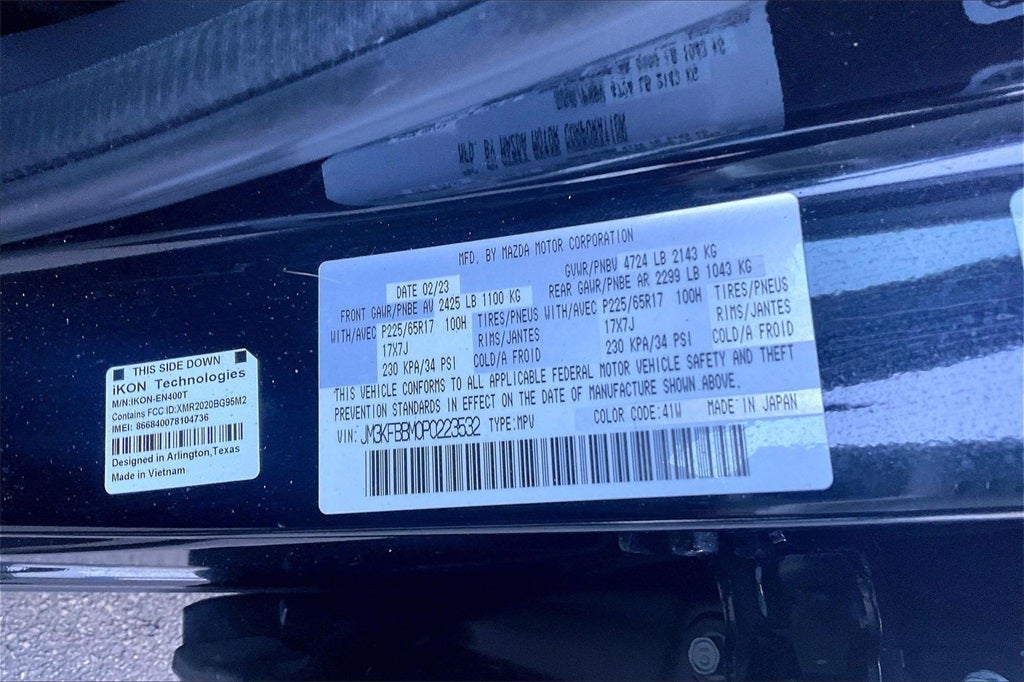 MFD. BY MAZDA MOTOR CORPORATION
DATE 02/23
GVWR/PNBV 4724 LB 2143 KG
FRONT GAWR/PNBE AV 2425 LB 1100 KG
REAR GAWR/PNBE AR 2299 LB 1043 KG
WITH/AVEC P225/65R17 100H TIRES/PNEUS WITH/AVEC P225/65R17 100H TIRES/PNEUS
17X7J RIMS/JANTES 17X7J RIMS/JANTES
230 KPA/34 PSI COLD/A FROID 230 KPA/34 PSI COLD/A FROID
THIS VEHICLE CONFORMS TO ALL APPLICABLE FEDERAL MOTOR VEHICLE SAFETY AND THEFT
PREVENTION STANDARDS IN EFFECT ON THE DATE OF MANUFACTURE SHOWN ABOVE.
COLOR CODE:41W MADE IN JAPAN
VIN: JM3KFBBM0P0223532 TYPE:MPV
THIS SIDE DOWN
iKON Technologies
M/N:IKON-EN400T
Contains FCC ID:XMR2020BG95M2
IMEI: 866840078104736
Designed in Arlington,Texas
Made in Vietnam